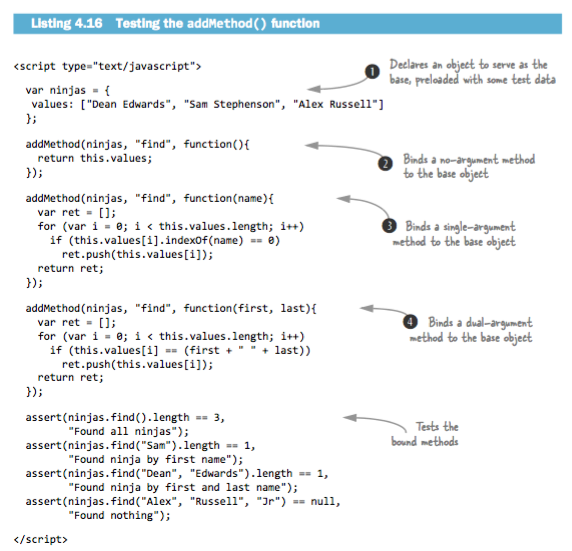 Listing 4.16 Testing the addMethod() function
<script type="text/javascript">
var ninjas = {
values: ["Dean Edwards", "Sam Stephenson", "Alex Russell"]
};
1 Declares an object to serve as the
base, preloaded with some test data
addMethod(ninjas, "find", function(){
return this.values;
});
2 Binds a no-argument method
to the base object
addMethod(ninjas, "find", function(name){
var ret = [];
for (var i = 0; i < this.values.length; i++)
if (this.values[i].indexOf(name) == 0)
ret.push(this.values[i]);
return ret;
});
3 Binds a single-argument
method to the base object
addMethod(ninjas, "find", function(first, last){
var ret = [];
for (var i = 0; i < this.values.length; i++)
if (this.values[i] == (first + " " + last))
ret.push(this.values[i]);
return ret;
});
4 Binds a dual-argument
method to the base object
assert(ninjas.find().length == 3,
"Found all ninjas");
assert(ninjas.find("Sam").length == 1,
"Found ninja by first name");
assert(ninjas.find("Dean", "Edwards").length == 1,
"Found ninja by first and last name");
assert(ninjas.find("Alex", "Russell", "Jr") == null,
"Found nothing");
Tests the
bound methods
</script>